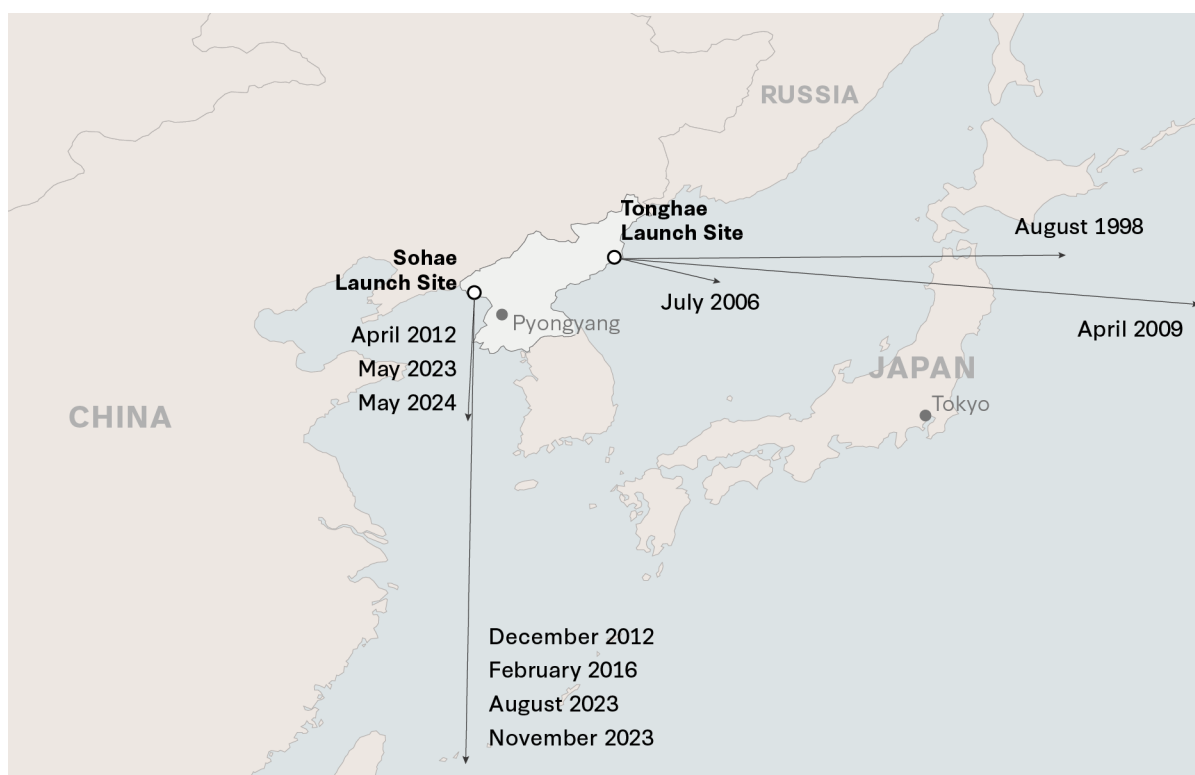 RUSSIA
Tonghae
Launch Site
August 1998
Sohae
Launch Site
July 2006
Pyongyang
April 2009
April 2012
May 2023
May 2024
JAPAN
Tokyo
CHINA
December 2012
February 2016
August 2023
November 2023